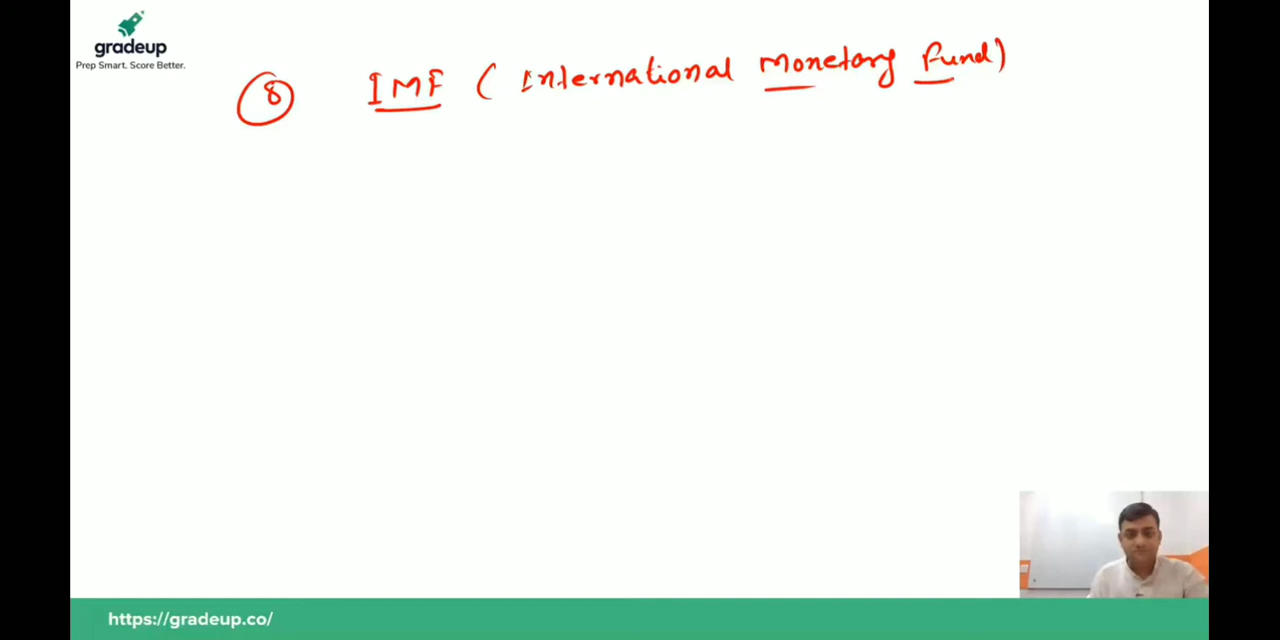 gradeup
Prep Smart. Score Better.
8 IMF (International Monetary Fund)
https://gradeup.co/